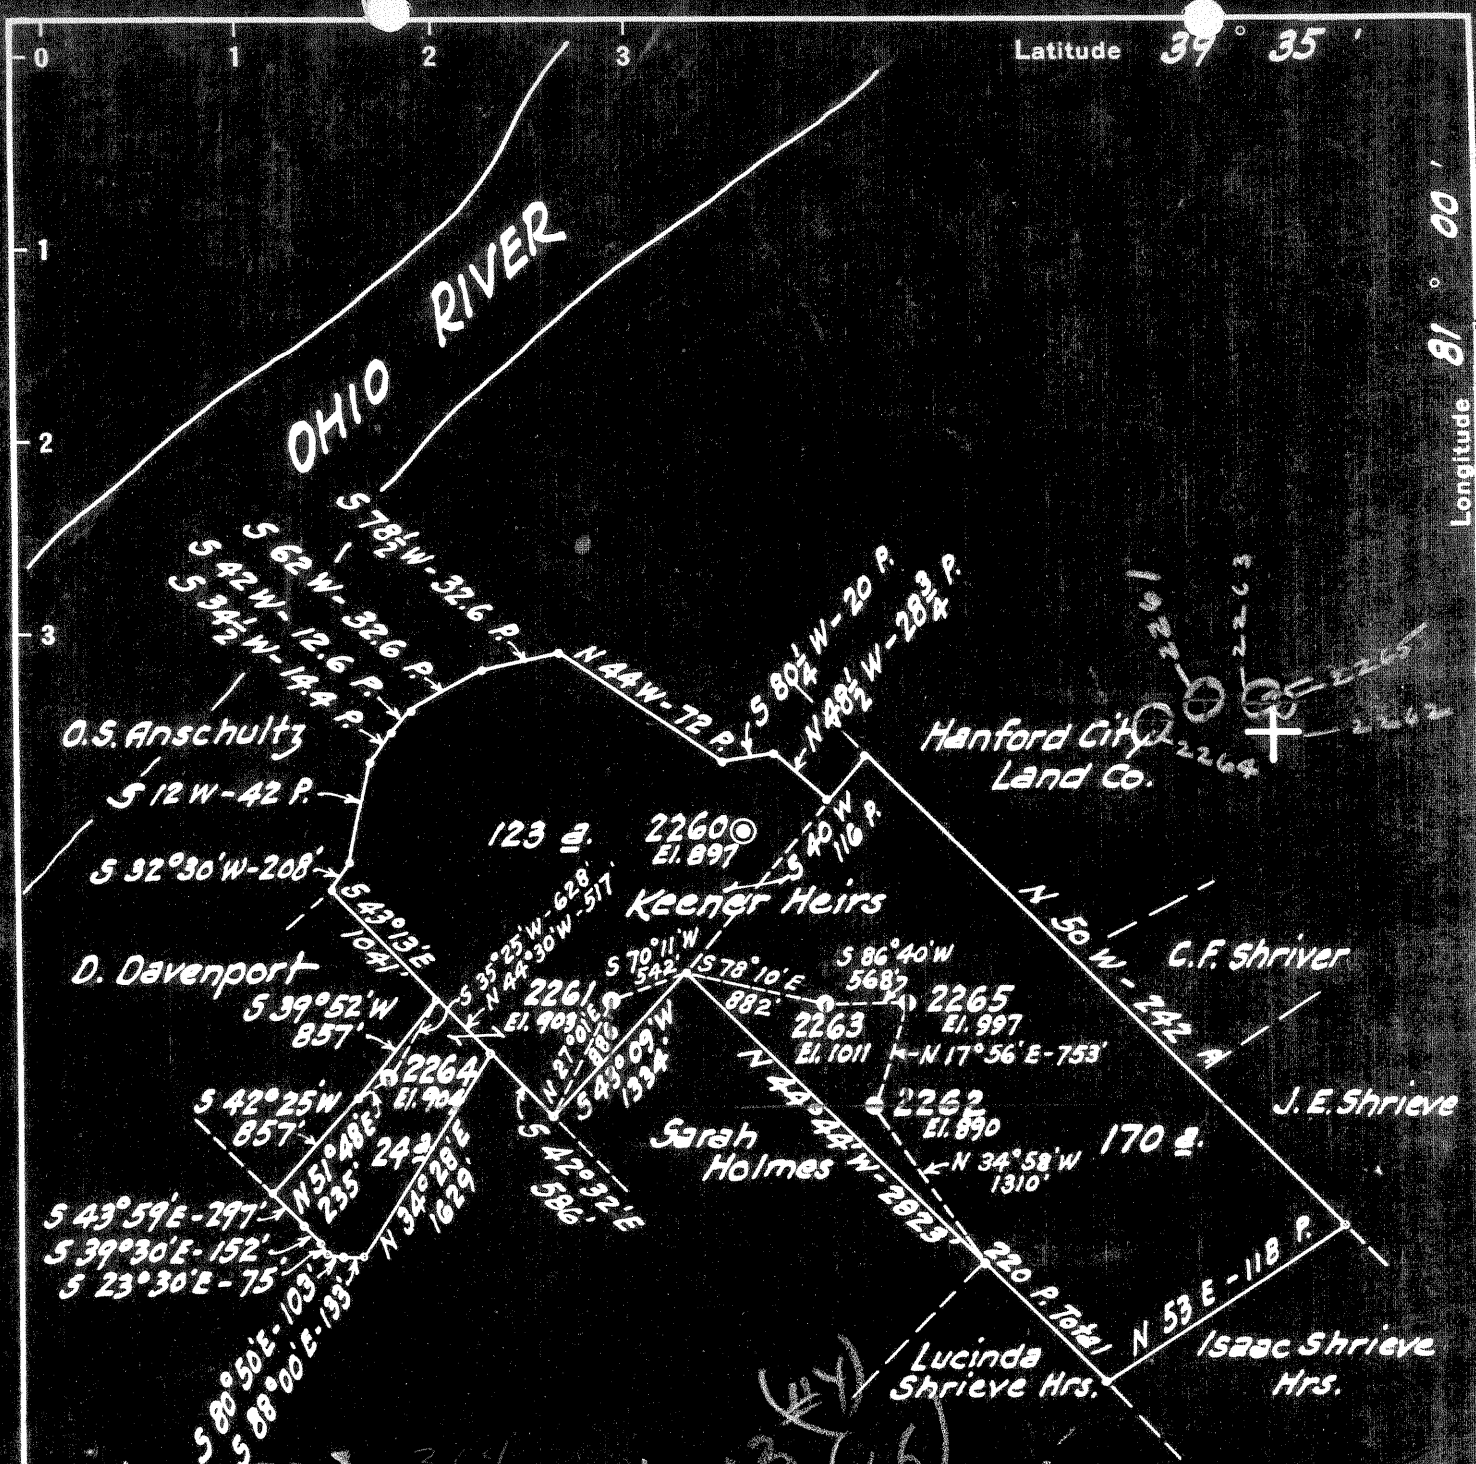 0 1 2 3
Latitude 39° 35'
Longitude 81° 00'
1
2
3
OHIO RIVER
S 78½ W - 32.6 P.
S 62 W - 32.6 P.
S 42 W - 12.6 P.
S 34½ W - 14.4 P.
N 44 W - 72 P.
S 80¼ W - 20 P.
N 48½ W - 28¾ P.
2261
2263
2265
2262
2264
Hanford City
Land Co.
O.S. Anschultz
S 12 W - 42 P.
S 32°30' W - 208'
123 a.
2260
El. 897
S 40 W
116 P.
Keener Heirs
S 43°13' E
1041'
S 35°25' W - 628'
N 44°30' W - 517'
D. Davenport
S 39°52' W
857'
2261
El. 909
S 70°11' W
542'
S 78°10' E
882'
S 86°40' W
568'
2265
El. 997
2263
El. 1011
N 17°56' E - 753'
N 50 W - 242 P.
C.F. Shriver
J.E. Shrieve
2264
El. 904
S 42°25' W
857'
N 51°48' E
235'
24 a.
N 34°28' E
1629'
N 27°01' E
886'
S 49°09' W
1334'
S 42°32' E
586'
Sarah
Holmes
N 44°44' W - 2823'
2262
El. 890
N 34°58' W
1310'
170 a.
S 43°59' E - 297'
S 39°30' E - 152'
S 23°30' E - 75'
S 80°50' E - 103'
S 88°00' E - 133'
220 P. Total
N 53 E - 118 P.
Lucinda
Shrieve Hrs.
Isaac Shrieve
Hrs.